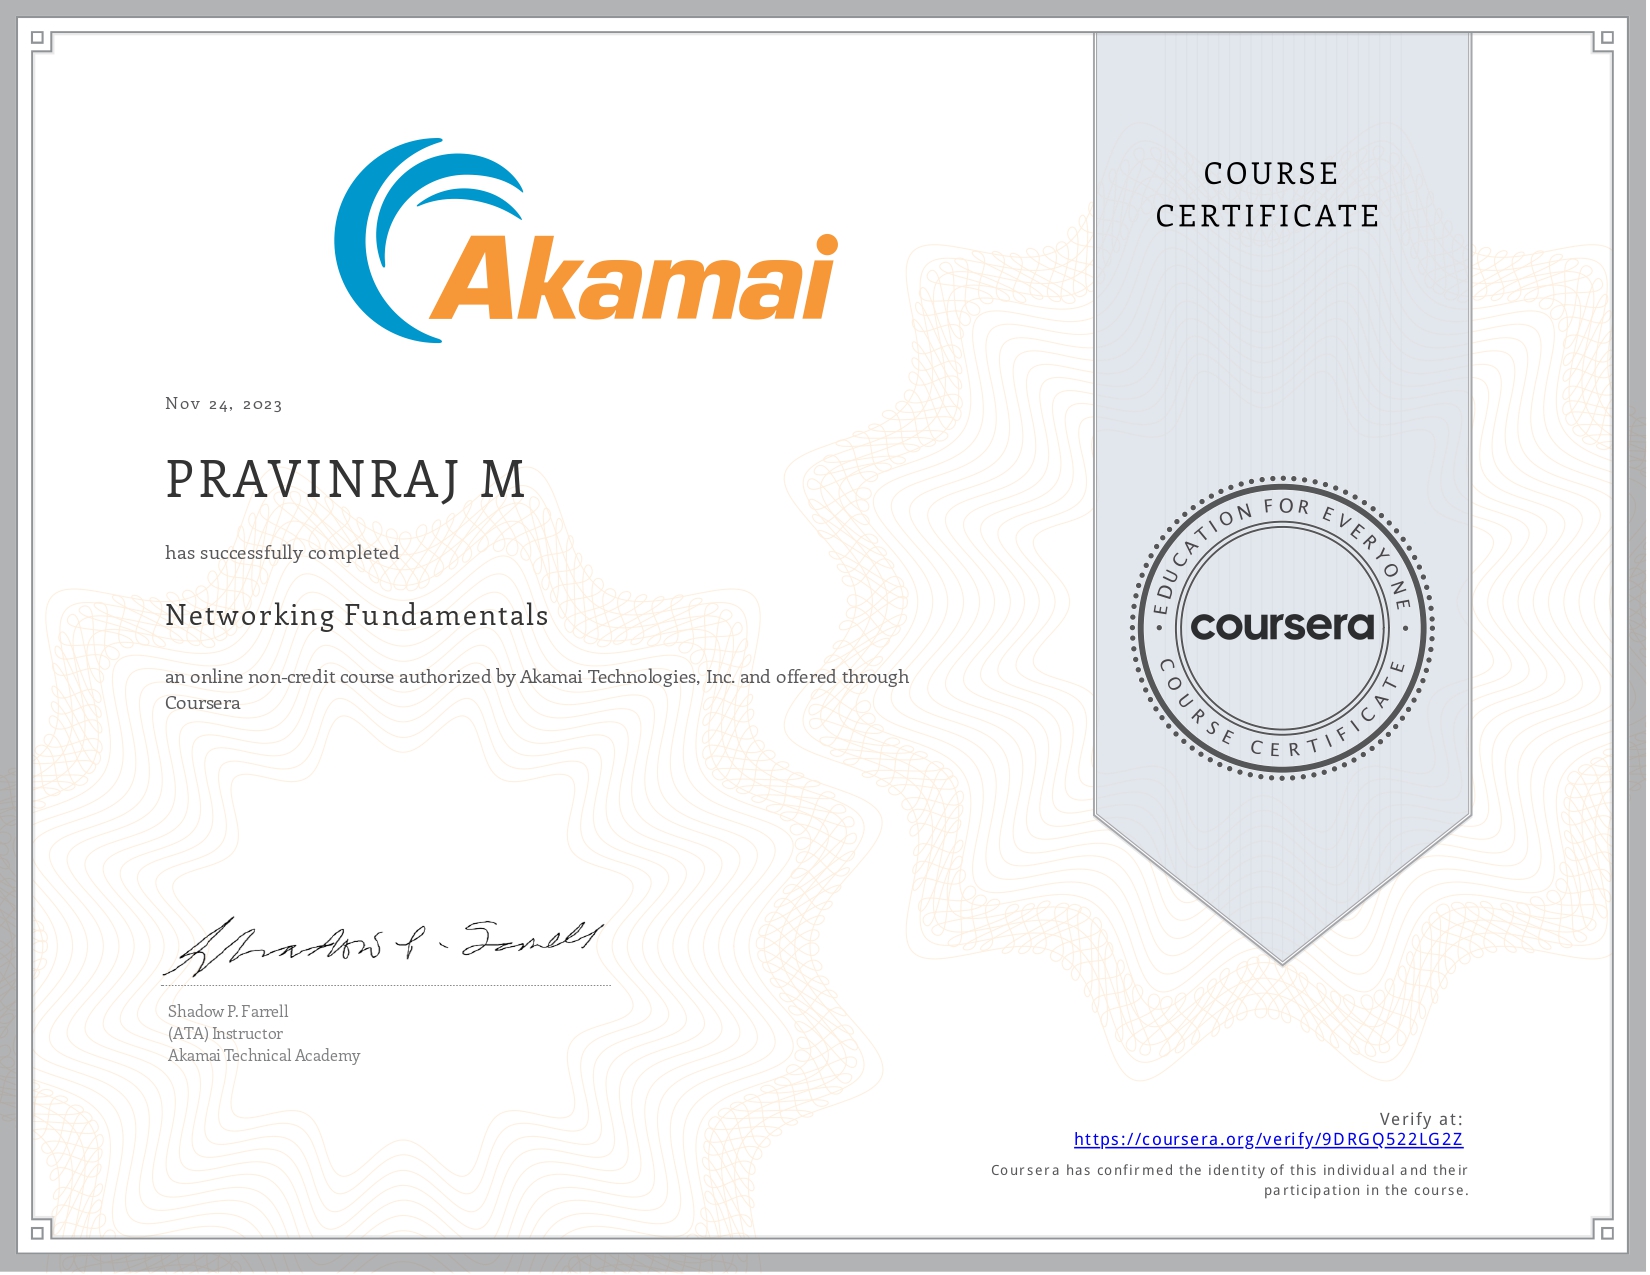 Akamai
COURSE
CERTIFICATE
Nov 24, 2023
PRAVINRAJ M
has successfully completed
Networking Fundamentals
an online non-credit course authorized by Akamai Technologies, Inc. and offered through
Coursera
EDUCATION FOR EVERYONE
coursera
COURSE CERTIFICATE
Shadow P. Farrell
Shadow P. Farrell
(ATA) Instructor
Akamai Technical Academy
Verify at:
https://coursera.org/verify/9DRGQ522LG2Z
Coursera has confirmed the identity of this individual and their
participation in the course.